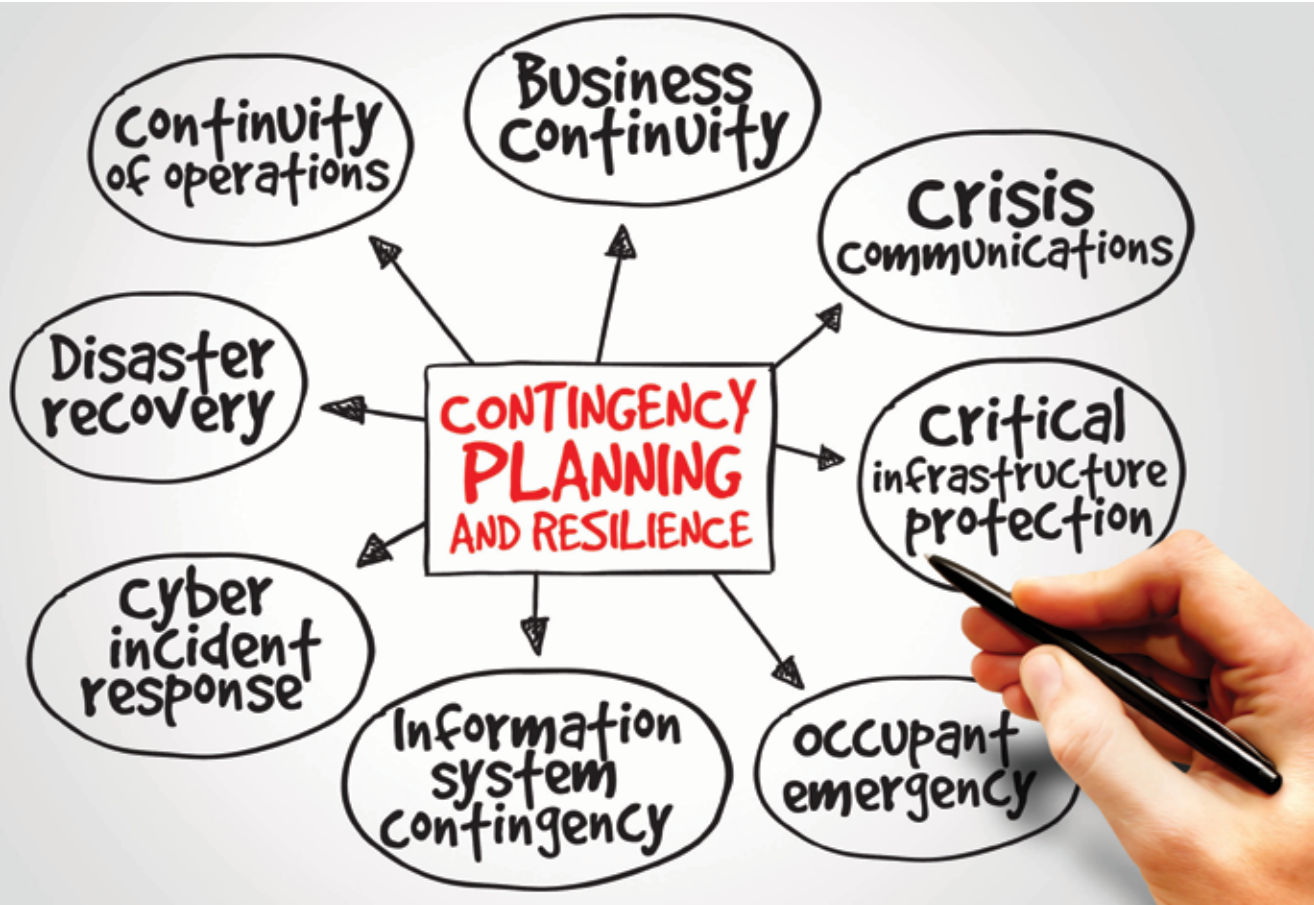 Business
continuity
Continuity
of operations
Crisis
communications
Disaster
recovery
CONTINGENCY
PLANNING
AND RESILIENCE
Critical
infrastructure
protection
Cyber
incident
response
Information
system
contingency
Occupant
emergency